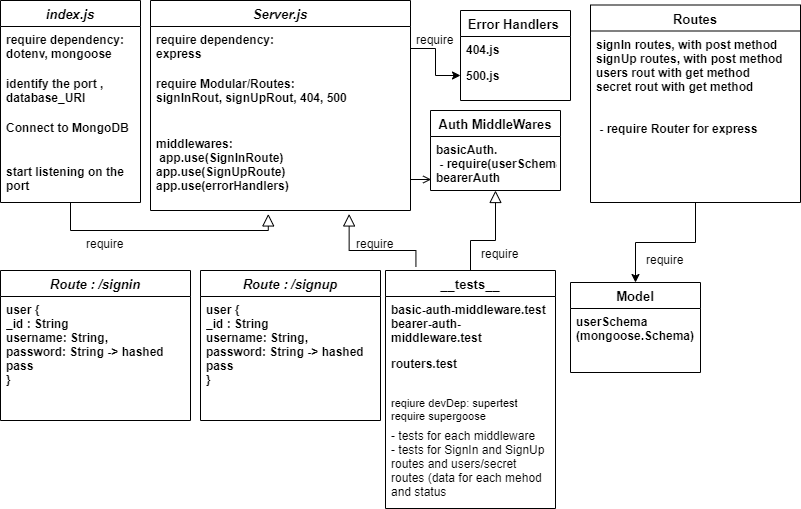 index.js
require dependency:
dotenv, mongoose
identify the port ,
database_URI
Connect to MongoDB
start listening on the
port
Server.js
require dependency:
express
require Modular/Routes:
signInRout, signUpRout, 404, 500
middlewares:
app.use(SignInRoute)
app.use(SignUpRoute)
app.use(errorHandlers)
require
Error Handlers
404.js
500.js
Auth MiddleWares
basicAuth.
- require(userSchem
bearerAuth
Routes
signIn routes, with post method
signUp routes, with post method
users rout with get method
secret rout with get method
- require Router for express
require
require
require
require
Route : /signin
user {
_id : String
username: String,
password: String -> hashed
pass
}
Route : /signup
user {
_id : String
username: String,
password: String -> hashed
pass
}
__tests__
basic-auth-middleware.test
bearer-auth-
middleware.test
routers.test
reqiure devDep: supertest
require supergoose
- tests for each middleware
- tests for SignIn and SignUp
routes and users/secret
routes (data for each mehod
and status
Model
userSchema
(mongoose.Schema)